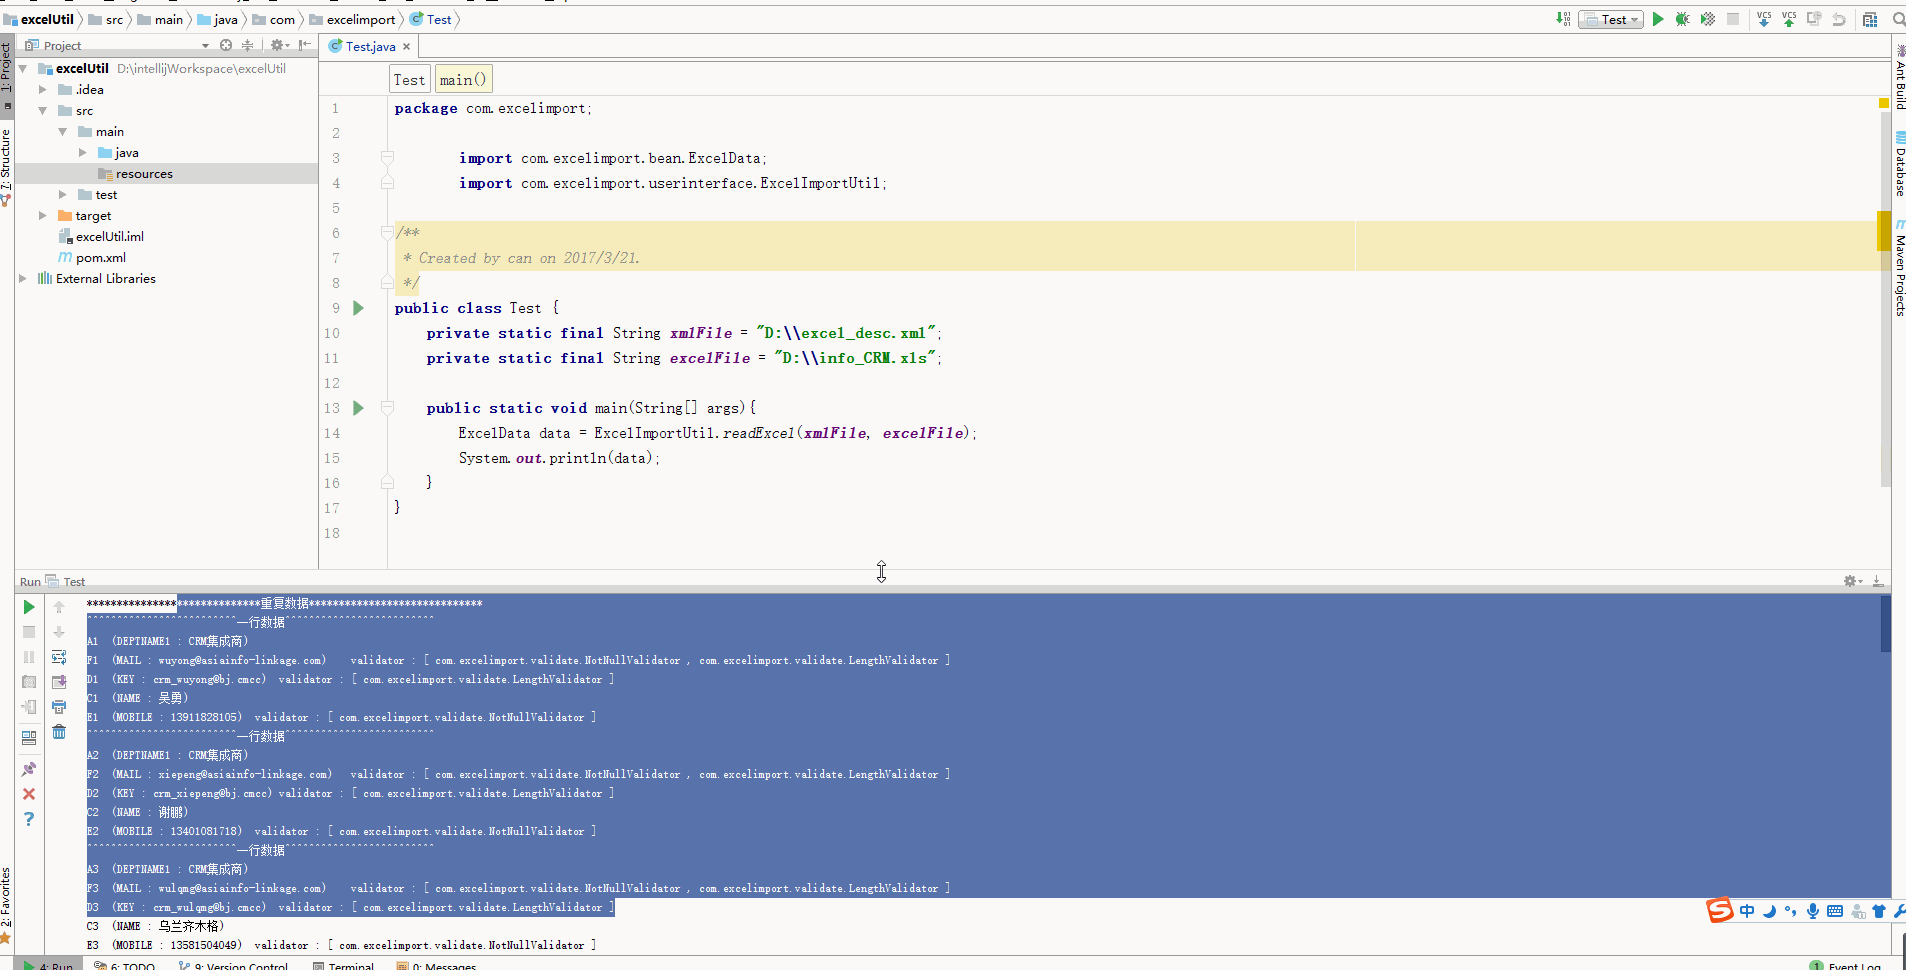 excelUtil src main java com excelimport Test
Test
1: Project
7: Structure
2: Favorites
Project
excelUtil D:\intellijWorkspace\excelUtil
.idea
src
main
java
resources
test
target
excelUtil.iml
pom.xml
External Libraries
Test.java
Test main()
1 package com.excelimport;
2
3 import com.excelimport.bean.ExcelData;
4 import com.excelimport.userinterface.ExcelImportUtil;
5
6 /**
7 * Created by can on 2017/3/21.
8 */
9 public class Test {
10 private static final String xmlFile = "D:\\excel_desc.xml";
11 private static final String excelFile = "D:\\info_CRM.xls";
12
13 public static void main(String[] args){
14 ExcelData data = ExcelImportUtil.readExcel(xmlFile, excelFile);
15 System.out.println(data);
16 }
17 }
18
Ant Build
Database
Maven Projects
Run Test
*****************************重复数据*****************************
^^^^^^^^^^^^^^^^^^^^^^^^^一行数据^^^^^^^^^^^^^^^^^^^^^^^^^
A1 (DEPTNAME1 : CRM集成商)
F1 (MAIL : wuyong@asiainfo-linkage.com) validator : [ com.excelimport.validate.NotNullValidator , com.excelimport.validate.LengthValidator ]
D1 (KEY : crm_wuyong@bj.cmcc) validator : [ com.excelimport.validate.LengthValidator ]
C1 (NAME : 吴勇)
E1 (MOBILE : 13911828105) validator : [ com.excelimport.validate.NotNullValidator ]
^^^^^^^^^^^^^^^^^^^^^^^^^一行数据^^^^^^^^^^^^^^^^^^^^^^^^^
A2 (DEPTNAME1 : CRM集成商)
F2 (MAIL : xiepeng@asiainfo-linkage.com) validator : [ com.excelimport.validate.NotNullValidator , com.excelimport.validate.LengthValidator ]
D2 (KEY : crm_xiepeng@bj.cmcc) validator : [ com.excelimport.validate.LengthValidator ]
C2 (NAME : 谢鹏)
E2 (MOBILE : 13401081718) validator : [ com.excelimport.validate.NotNullValidator ]
^^^^^^^^^^^^^^^^^^^^^^^^^一行数据^^^^^^^^^^^^^^^^^^^^^^^^^
A3 (DEPTNAME1 : CRM集成商)
F3 (MAIL : wulqmg@asiainfo-linkage.com) validator : [ com.excelimport.validate.NotNullValidator , com.excelimport.validate.LengthValidator ]
D3 (KEY : crm_wulqmg@bj.cmcc) validator : [ com.excelimport.validate.LengthValidator ]
C3 (NAME : 乌兰齐木格)
E3 (MOBILE : 13581504049) validator : [ com.excelimport.validate.NotNullValidator ]
中
4: Run 6: TODO 9: Version Control Terminal 0: Messages 1 Event Log